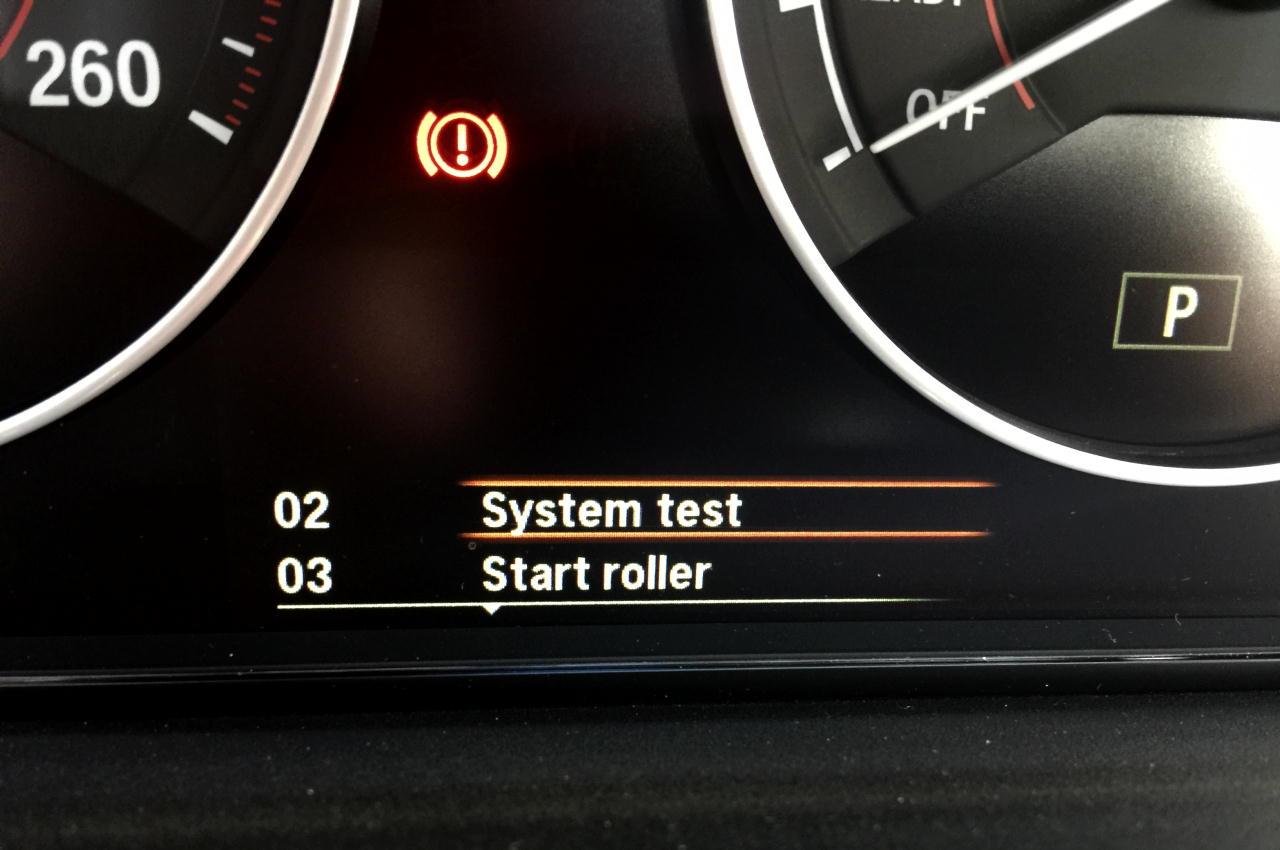 260
OFF
P
02 System test
03 Start roller